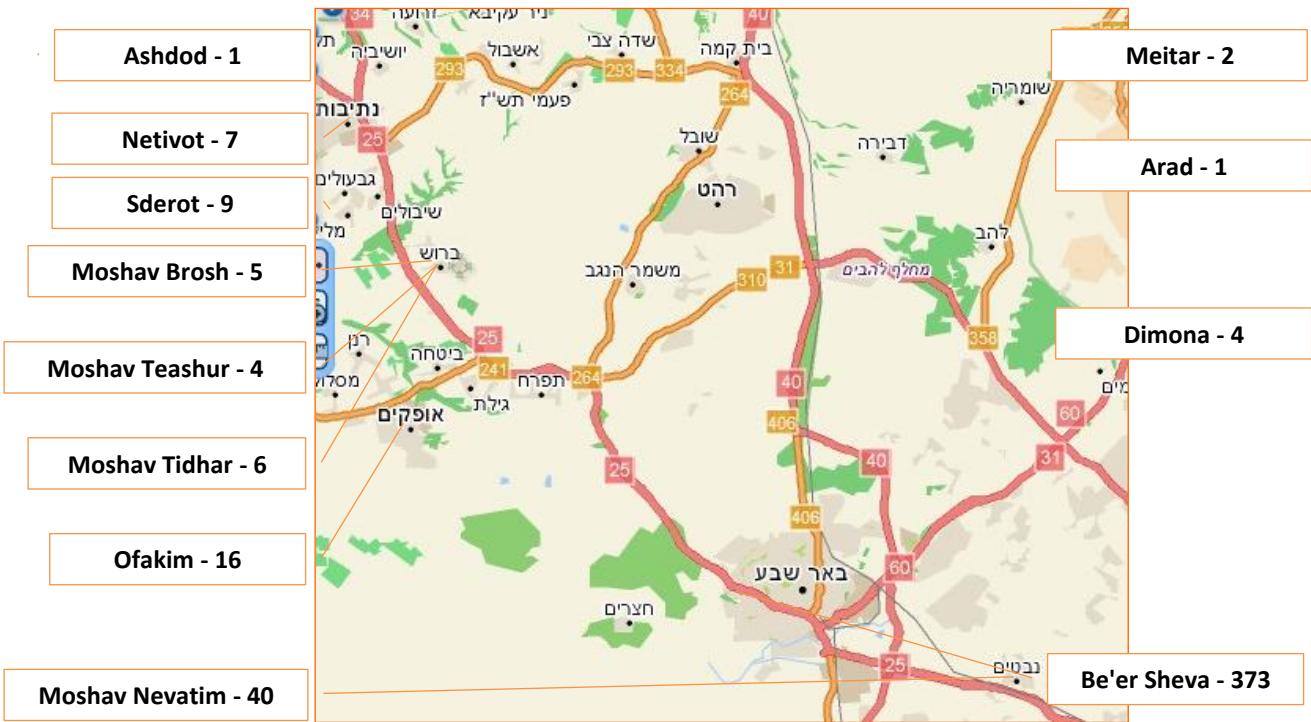 Ashdod - 1
Netivot - 7
Sderot - 9
Moshav Brosh - 5
Moshav Teashur - 4
Moshav Tidhar - 6
Ofakim - 16
Moshav Nevatim - 40
34
זרועה
ניר עקיבא
40
יושיביה
אשבול
שדה צבי
בית קמה
293
293
334
264
פעמי תש"ז
שומריה
נתיבות
25
שובל
דבירה
רהט
גבעולים
שיבולים
ברוש
משמר הנגב
310
31
מחלף להבים
להב
358
רנן
25
ביטחה
241
תפרח
264
גילת
אופקים
40
406
60
25
40
31
406
באר שבע
60
חצרים
25
נבטים
Meitar - 2
Arad - 1
Dimona - 4
Be'er Sheva - 373